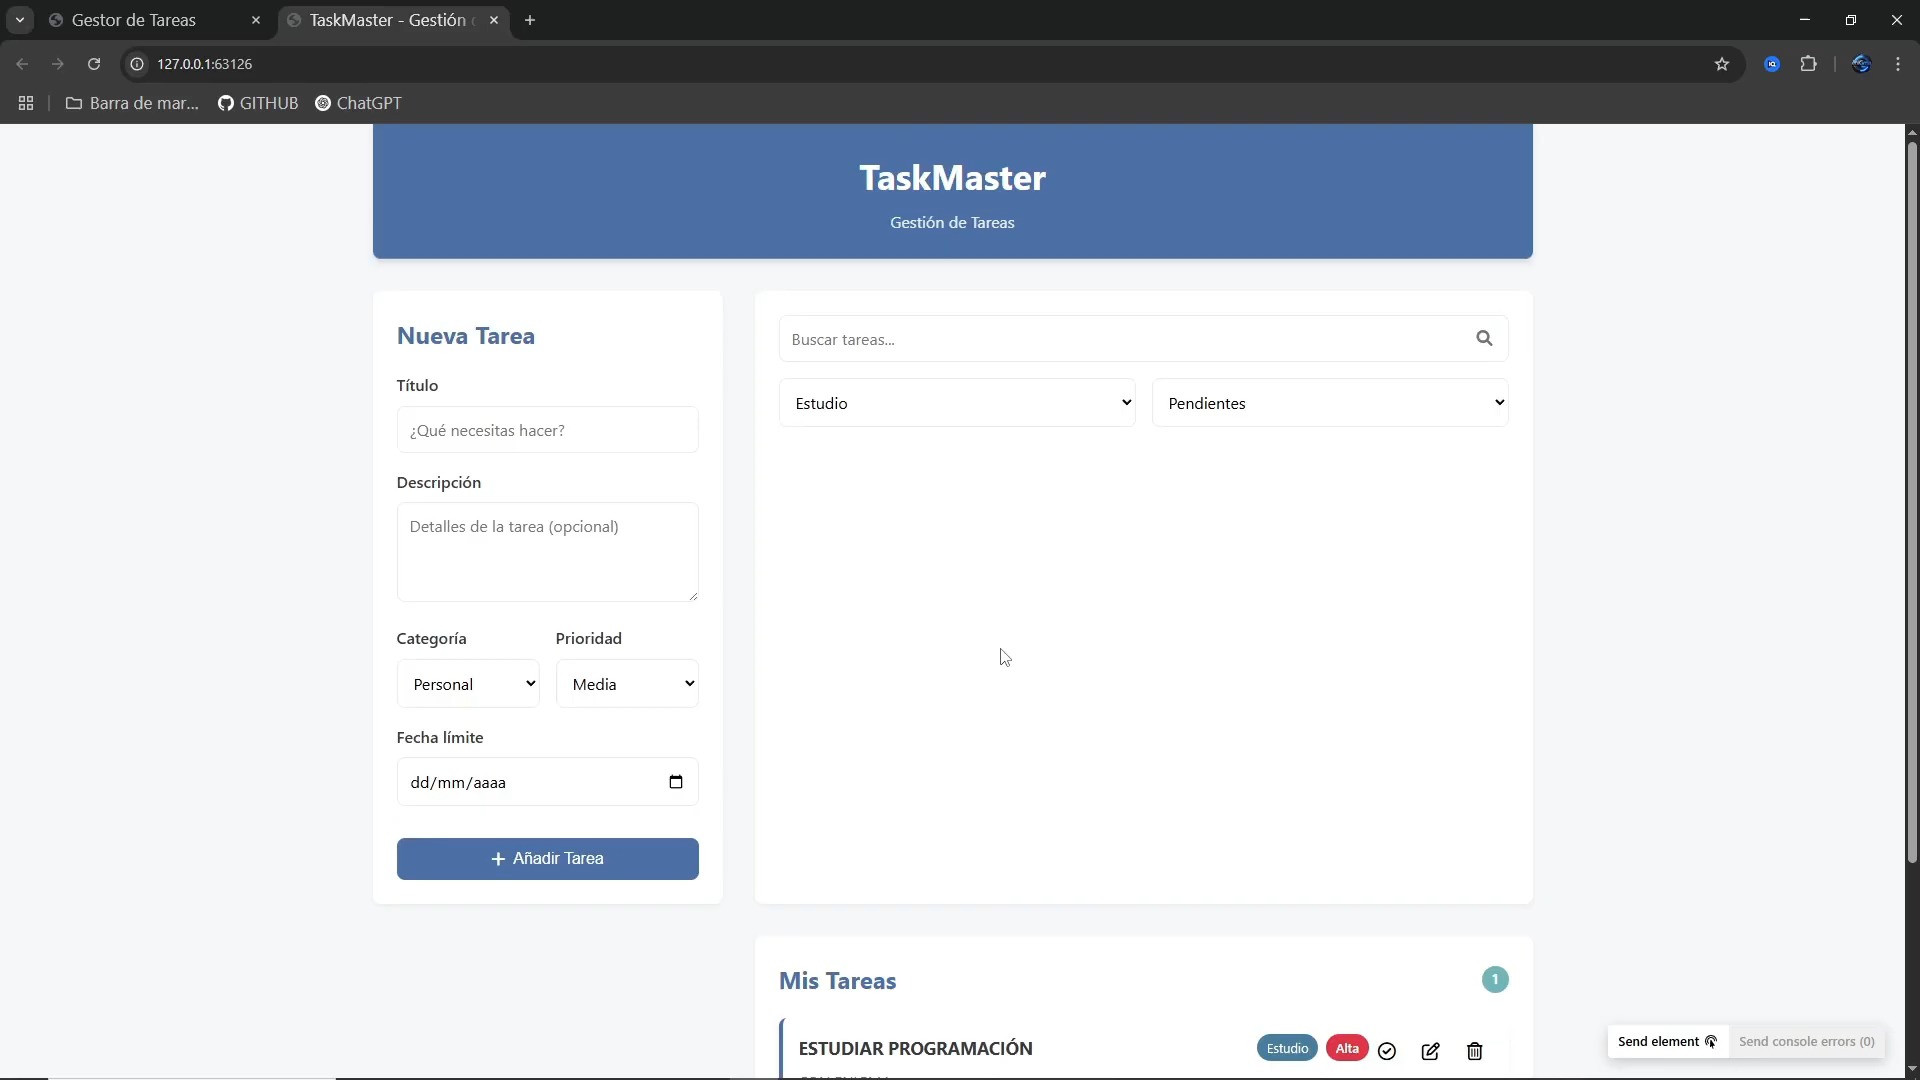 Gestor de Tareas
TaskMaster - Gestión
127.0.0.1:63126
Barra de mar...
GITHUB
ChatGPT
TaskMaster
Gestión de Tareas
Nueva Tarea
Título
¿Qué necesitas hacer?
Descripción
Detalles de la tarea (opcional)
Categoría
Prioridad
Personal
Media
Fecha límite
dd/mm/aaaa
+ Añadir Tarea
Buscar tareas...
Estudio
Pendientes
Mis Tareas
1
ESTUDIAR PROGRAMACIÓN
Estudio
Alta
Send element
Send console errors (0)